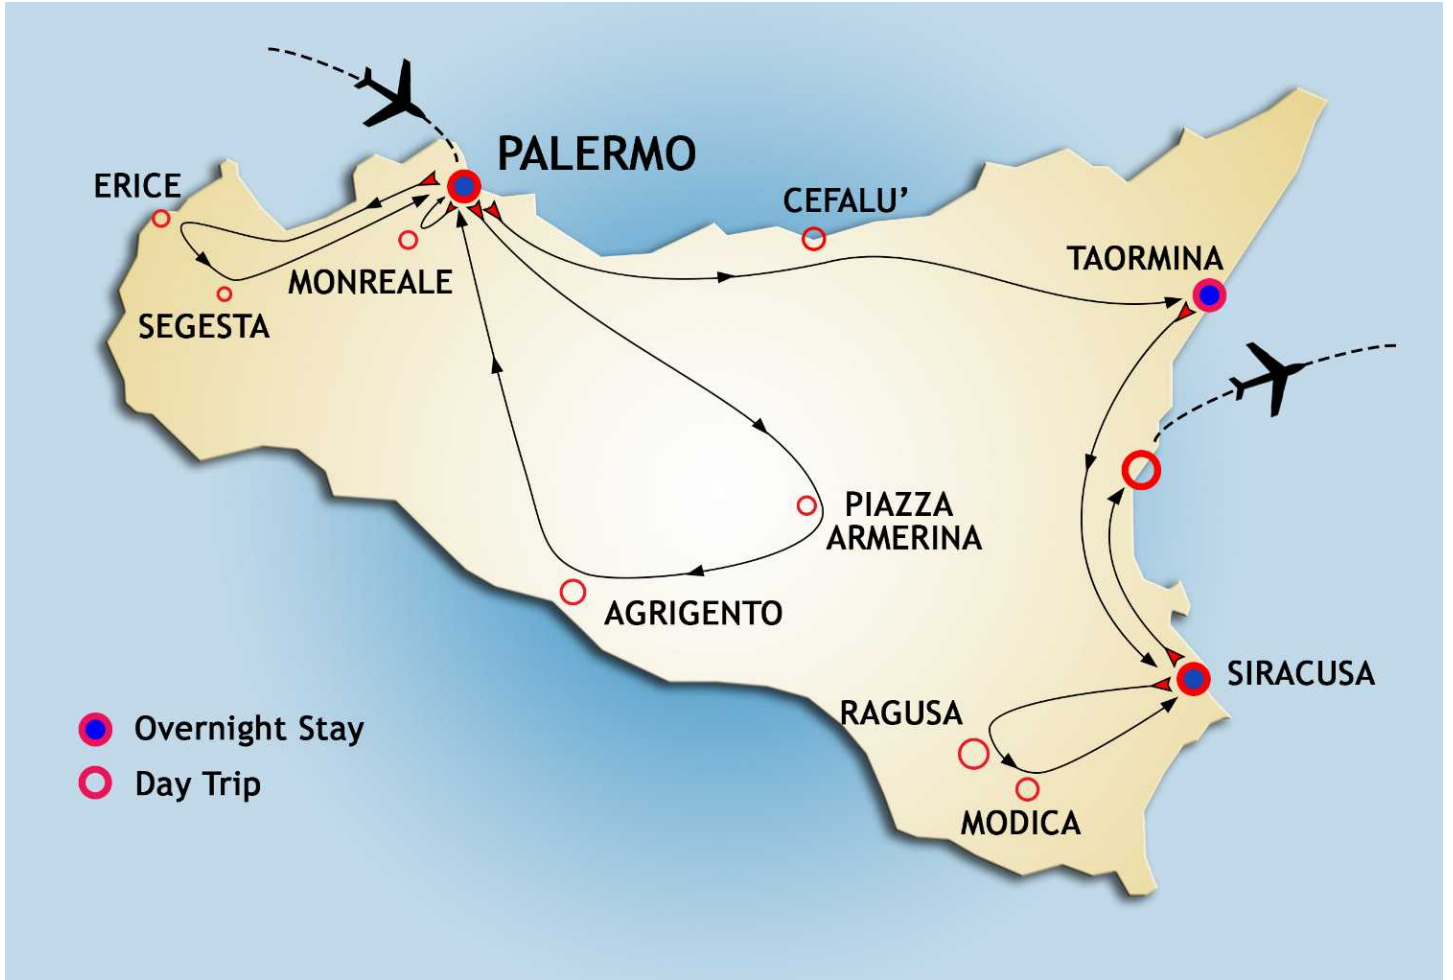 PALERMO
ERICE
CEFALU’
TAORMINA
MONREALE
SEGESTA
PIAZZA
ARMERINA
AGRIGENTO
SIRACUSA
RAGUSA
Overnight Stay
Day Trip
MODICA